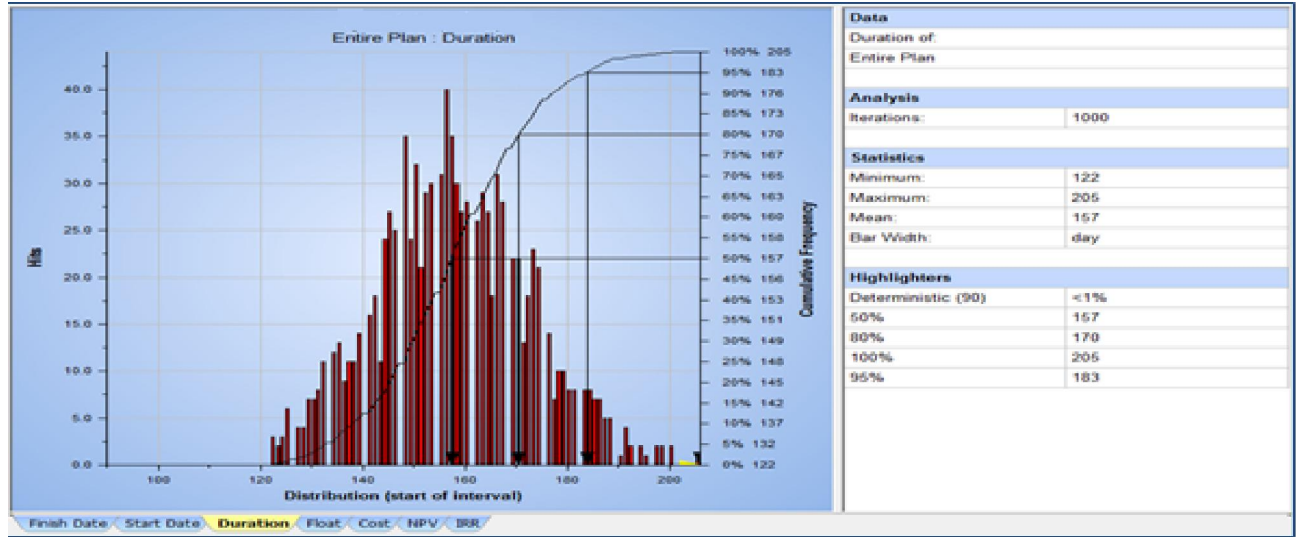 Entire Plan : Duration
Hits
40.0
35.0
30.0
25.0
20.0
15.0
10.0
5.0
0.0
100 120 140 160 180 200
Distribution (start of interval)
100% 205
95% 183
90% 176
85% 173
80% 170
75% 167
70% 165
65% 163
60% 160
55% 158
50% 157
45% 156
40% 153
35% 151
30% 149
25% 148
20% 145
15% 142
10% 137
5% 132
0% 122
Cumulative Frequency
Finish Date Start Date Duration Float Cost NPV IRR
Data
Duration of:
Entire Plan
Analysis
Iterations: 1000
Statistics
Minimum: 122
Maximum: 205
Mean: 157
Bar Width: day
Highlighters
Deterministic (90) <1%
50% 157
80% 170
100% 205
95% 183